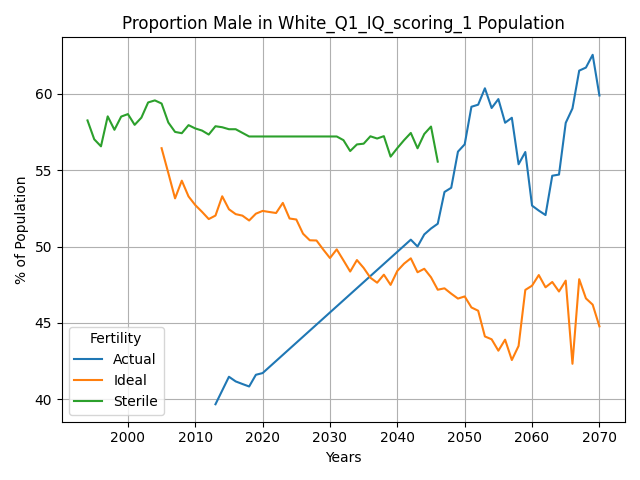 Proportion Male in White_Q1_IQ_scoring_1 Population
% of Population
60
55
50
45
40
Fertility
Actual
Ideal
Sterile
2000 2010 2020 2030 2040 2050 2060 2070
Years